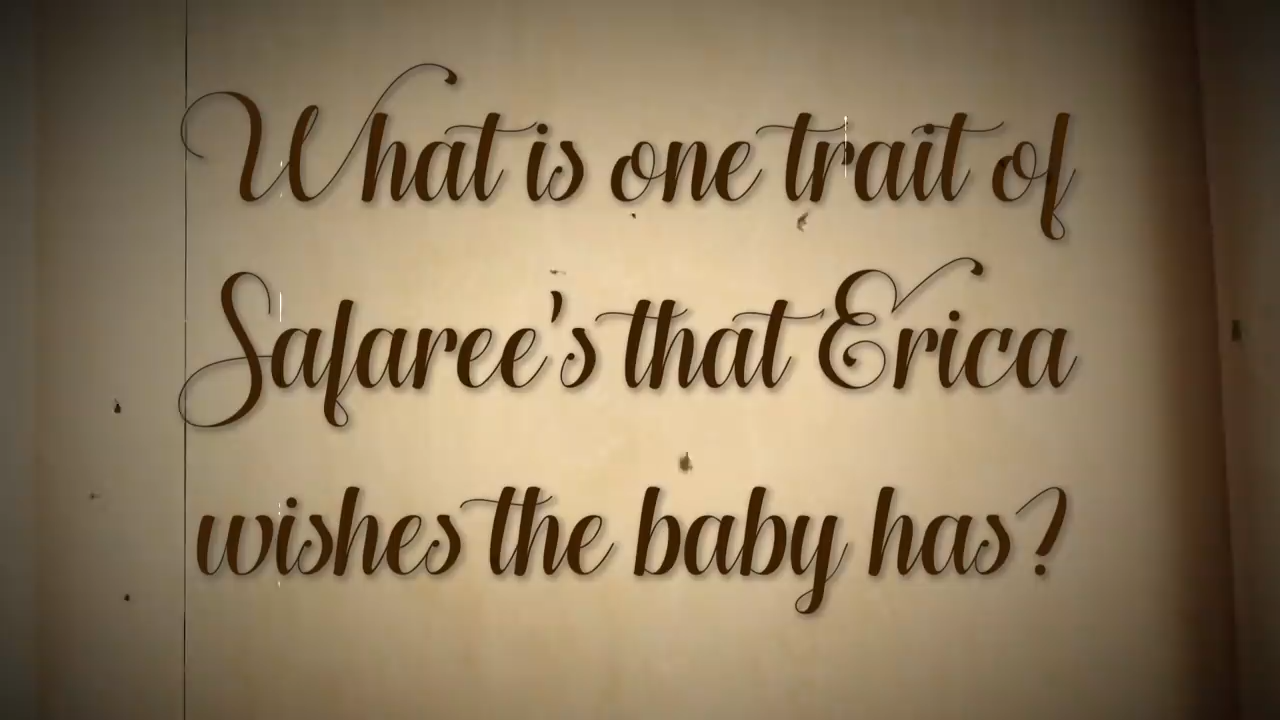 What is one trait of
Safaree's that Erica
wishes the baby has?